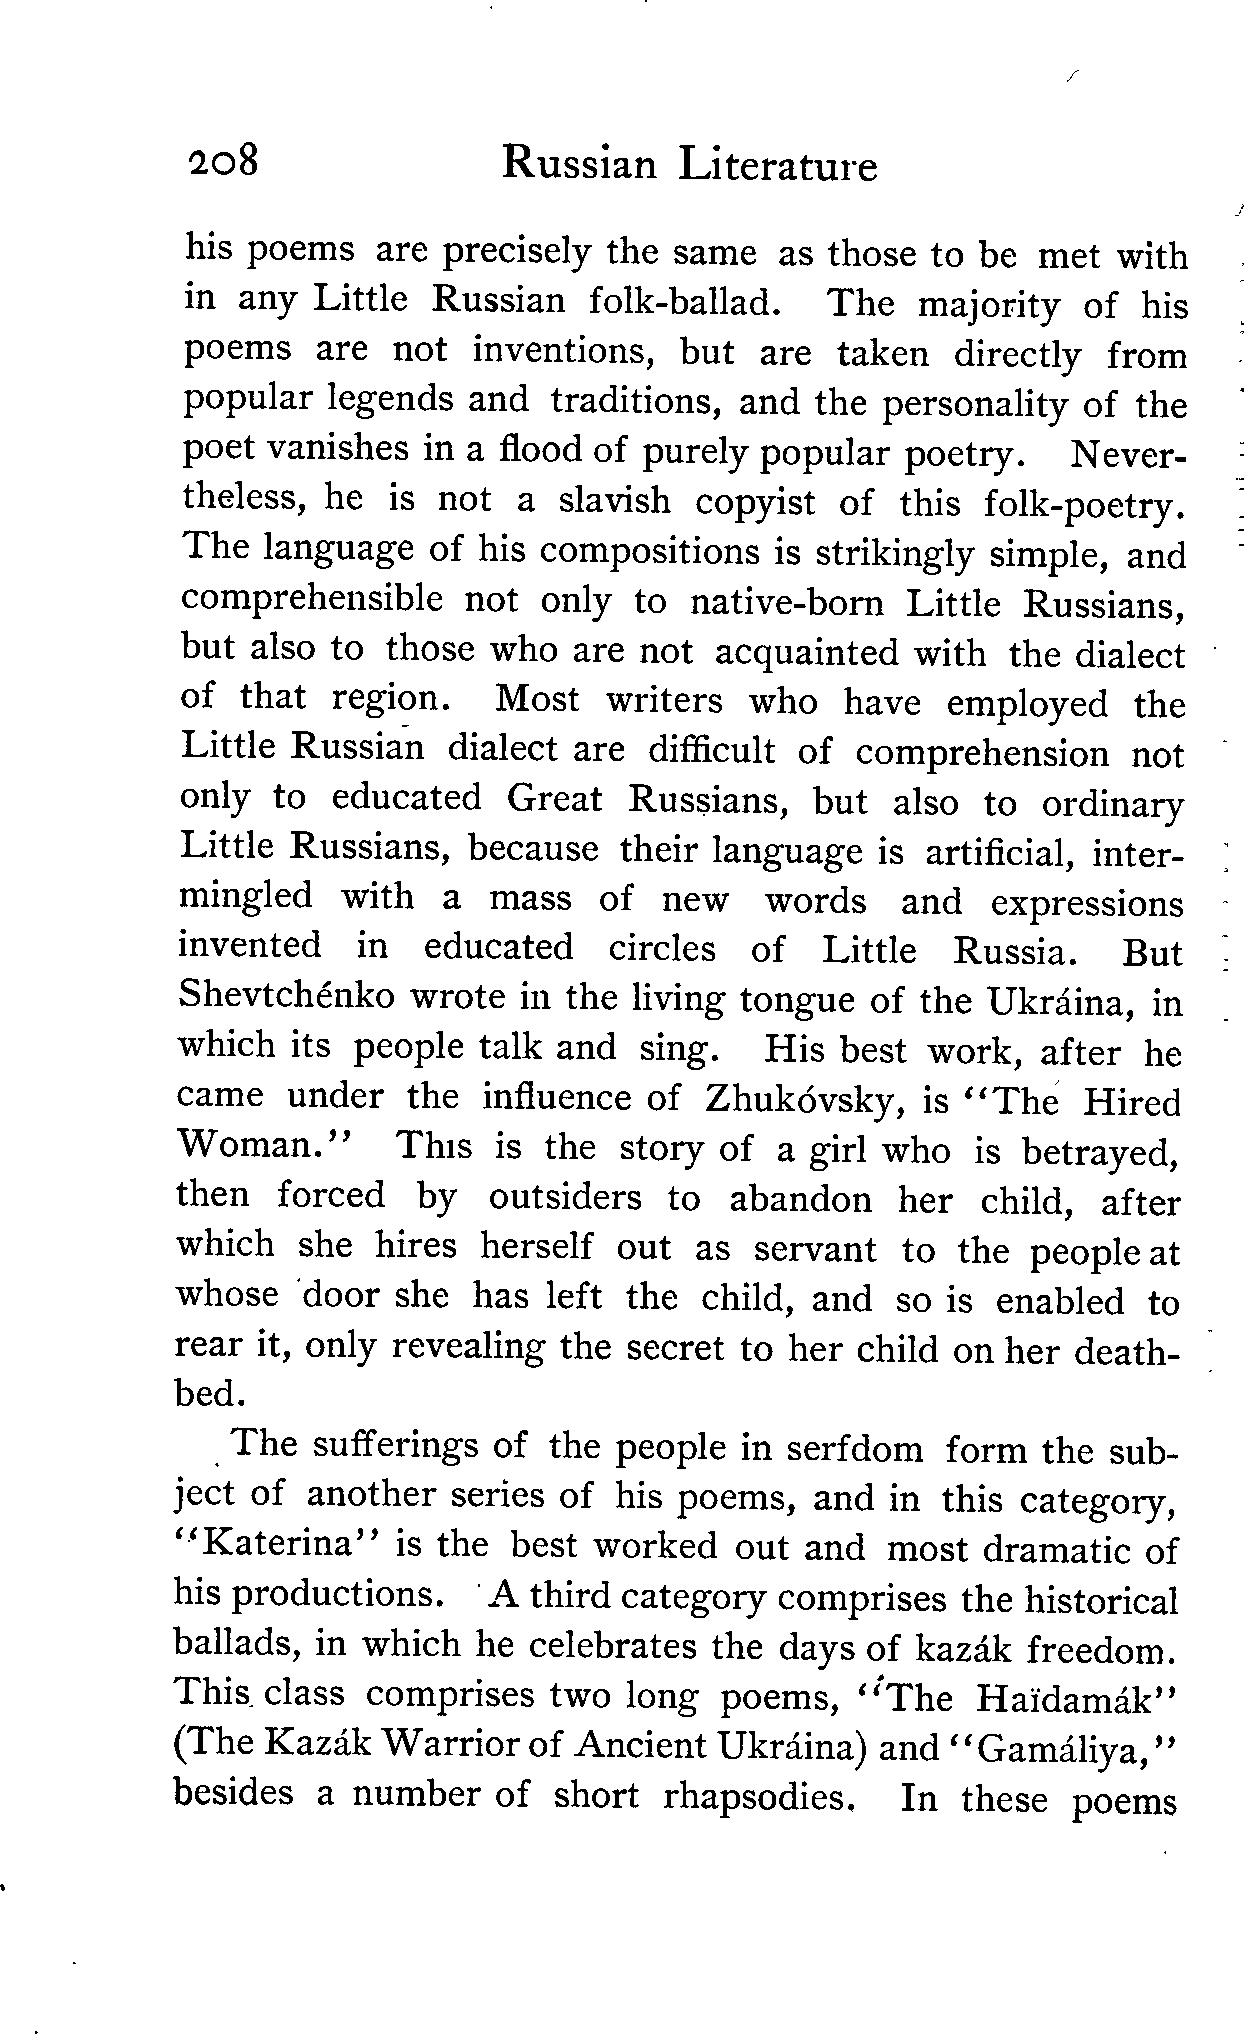 208 Russian Literature
his poems are precisely the same as those to be met with
in any Little Russian folk-ballad. The majority of his
poems are not inventions, but are taken directly from
popular legends and traditions, and the personality of the
poet vanishes in a flood of purely popular poetry. Never-
theless, he is not a slavish copyist of this folk-poetry.
The language of his compositions is strikingly simple, and
comprehensible not only to native-born Little Russians,
but also to those who are not acquainted with the dialect
of that region. Most writers who have employed the
Little Russian dialect are difficult of comprehension not
only to educated Great Russians, but also to ordinary
Little Russians, because their language is artificial, inter-
mingled with a mass of new words and expressions
invented in educated circles of Little Russia. But
Shevtchénko wrote in the living tongue of the Ukráina, in
which its people talk and sing. His best work, after he
came under the influence of Zhukóvsky, is "The Hired
Woman." This is the story of a girl who is betrayed,
then forced by outsiders to abandon her child, after
which she hires herself out as servant to the people at
whose door she has left the child, and so is enabled to
rear it, only revealing the secret to her child on her death-
bed.
The sufferings of the people in serfdom form the sub-
ject of another series of his poems, and in this category,
"Katerina" is the best worked out and most dramatic of
his productions. A third category comprises the historical
ballads, in which he celebrates the days of kazák freedom.
This class comprises two long poems, "The Haïdamák"
(The Kazák Warrior of Ancient Ukráina) and "Gamáliya,"
besides a number of short rhapsodies. In these poems